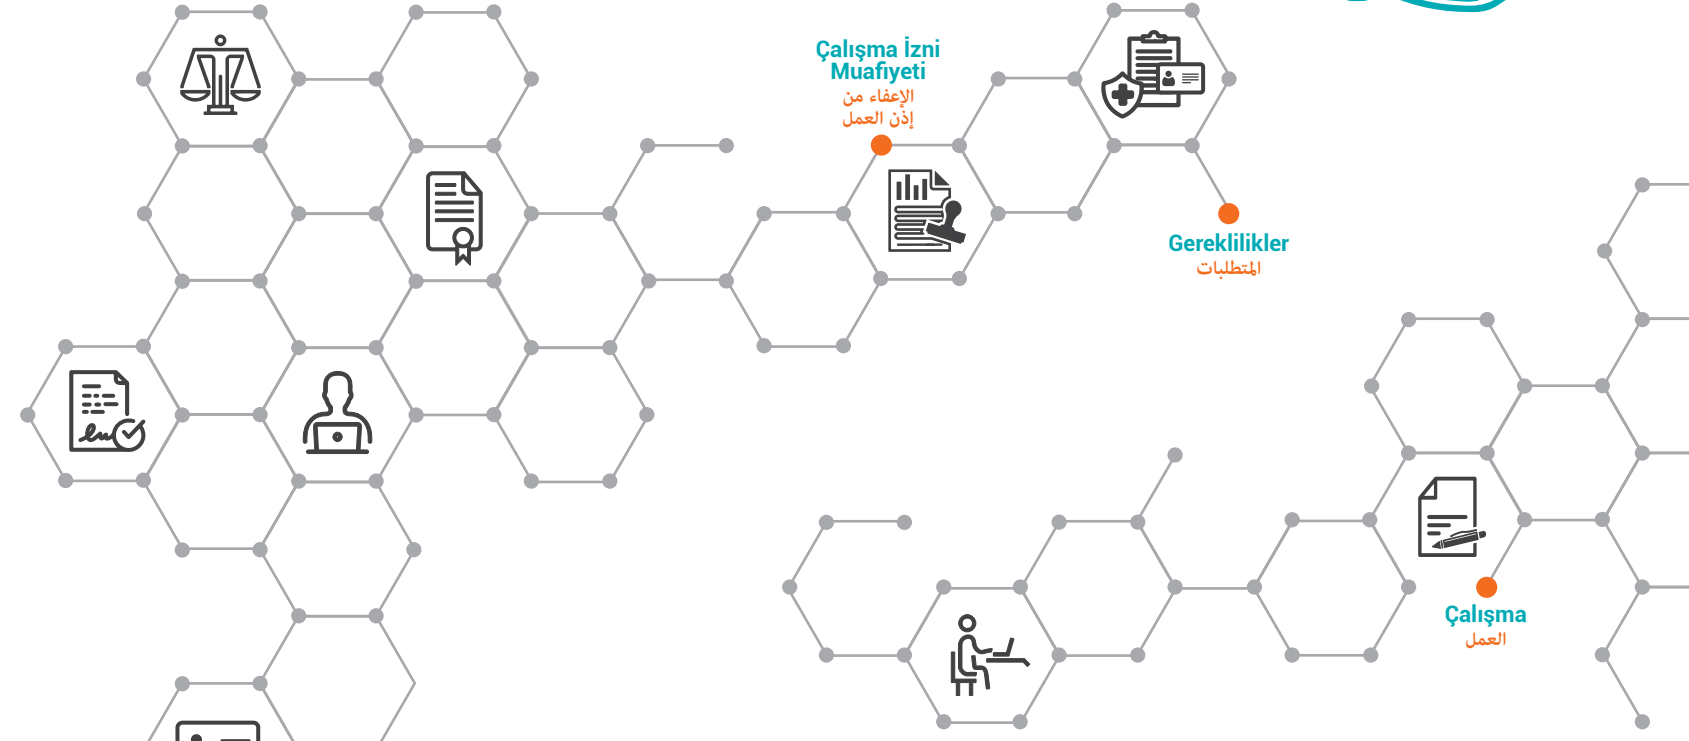 Çalışma İzni
Muafiyeti
الإعفاء من
إذن العمل
Gereklilikler
المتطلبات
Çalışma
العمل